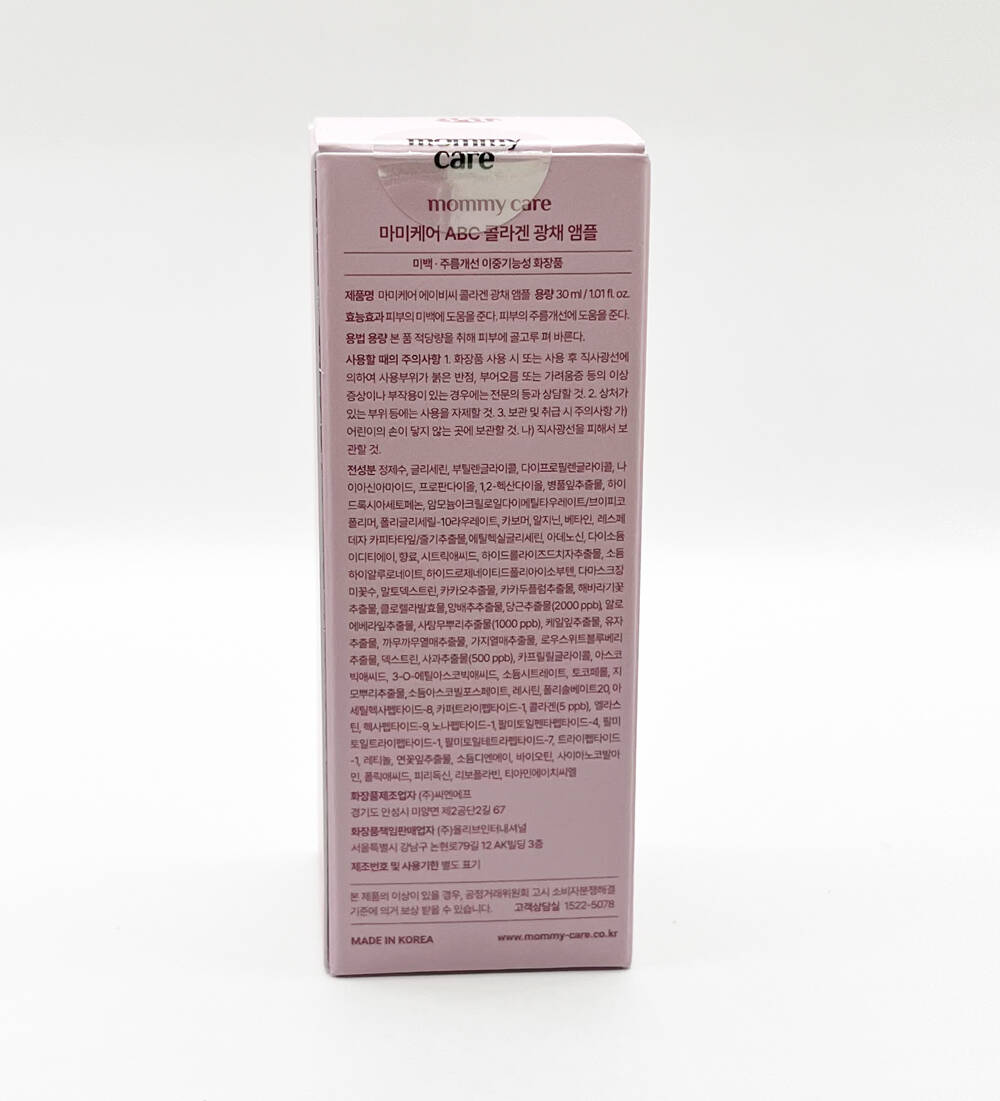 mommy
care
mommy care
마미케어 ABC 콜라겐 광채 앰플
미백 · 주름개선 이중기능성 화장품
제품명 마미케어 에이비씨 콜라겐 광채 앰플 용량 30 ml / 1.01 fl. oz.
효능효과 피부의 미백에 도움을 준다. 피부의 주름개선에 도움을 준다.
용법 용량 본 품 적당량을 취해 피부에 골고루 펴 바른다.
사용할 때의 주의사항 1. 화장품 사용 시 또는 사용 후 직사광선에
의하여 사용부위가 붉은 반점, 부어오름 또는 가려움증 등의 이상
증상이나 부작용이 있는 경우에는 전문의 등과 상담할 것. 2. 상처가
있는 부위 등에는 사용을 자제할 것. 3. 보관 및 취급 시 주의사항 가)
어린이의 손이 닿지 않는 곳에 보관할 것. 나) 직사광선을 피해서 보
관할 것.
전성분 정제수, 글리세린, 부틸렌글라이콜, 다이프로필렌글라이콜, 나
이아신아마이드, 프로판다이올, 1,2-헥산다이올, 병풀잎추출물, 하이
드록시아세토페논, 암모늄아크릴로일다이메틸타우레이트/브이피코
폴리머, 폴리글리세릴-10라우레이트, 카보머, 알지닌, 베타인, 레스페
데자 카피타타잎/줄기추출물, 에틸헥실글리세린, 아데노신, 다이소듐
이디티에이, 향료, 시트릭애씨드, 하이드롤라이즈드치자추출물, 소듐
하이알루로네이트, 하이드로제네이티드폴리아이소부텐, 다마스크장
미꽃수, 말토덱스트린, 카카오추출물, 카카두플럼추출물, 해바라기꽃
추출물, 클로렐라발효물, 양배추추출물, 당근추출물(2000 ppb), 알로
에베라잎추출물, 사탕무뿌리추출물(1000 ppb), 케일잎추출물, 유자
추출물, 까무까무열매추출물, 가지열매추출물, 로우스위트블루베리
추출물, 덱스트린, 사과추출물(500 ppb), 카프릴릴글라이콜, 아스코
빅애씨드, 3-O-에틸아스코빅애씨드, 소듐시트레이트, 토코페롤, 지
모뿌리추출물, 소듐아스코빌포스페이트, 레시틴, 폴리솔베이트20, 아
세틸헥사펩타이드-8, 카퍼트라이펩타이드-1, 콜라겐(5 ppb), 엘라스
틴, 헥사펩타이드-9, 노나펩타이드-1, 팔미토일펜타펩타이드-4, 팔미
토일트라이펩타이드-1, 팔미토일테트라펩타이드-7, 트라이펩타이드
-1, 레티놀, 연꽃잎추출물, 소듐디엔에이, 바이오틴, 사이아노코발아
민, 폴릭애씨드, 피리독신, 리보플라빈, 티아민에이치씨엘
화장품제조업자 (주)씨엔에프
경기도 안성시 미양면 제2공단2길 67
화장품책임판매업자 (주)올리브인터내셔널
서울특별시 강남구 논현로79길 12 AK빌딩 3층
제조번호 및 사용기한 별도 표기
본 제품의 이상이 있을 경우, 공정거래위원회 고시 소비자분쟁해결
기준에 의거 보상 받을 수 있습니다. 고객상담실 1522-5078
MADE IN KOREA www.mommy-care.co.kr